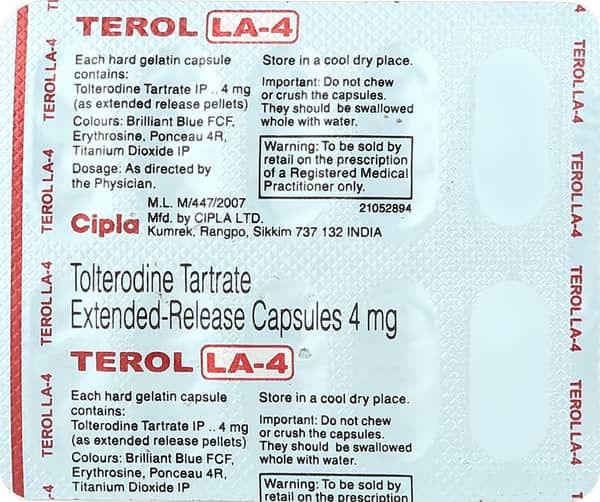 TEROL LA-4
Each hard gelatin capsule
contains:
Tolterodine Tartrate IP .. 4 mg
(as extended release pellets)
Colours: Brilliant Blue FCF,
Erythrosine, Ponceau 4R,
Titanium Dioxide IP
Dosage: As directed by
the Physician.
Store in a cool dry place.
Important: Do not chew
or crush the capsules.
They should be swallowed
whole with water.
Warning: To be sold by
retail on the prescription
of a Registered Medical
Practitioner only.
M.L. M/447/2007
21052894
Cipla
Mfd. by CIPLA LTD.
Kumrek, Rangpo, Sikkim 737 132 INDIA
Tolterodine Tartrate
Extended-Release Capsules 4 mg
TEROL LA-4
Each hard gelatin capsule
contains:
Tolterodine Tartrate IP .. 4 mg
(as extended release pellets)
Colours: Brilliant Blue FCF,
Erythrosine, Ponceau 4R,
Titanium Dioxide IP
Store in a cool dry place.
Important: Do not chew
or crush the capsules.
They should be swallowed
whole with water.
Warning: To be sold by
retail on the prescription
TEROL LA-4
TEROL LA-4
TEROL LA-4
TEROL LA-4
-4
4
TEROL LA-4
TEROL LA-4
TEROL LA-4
TEROL LA-4